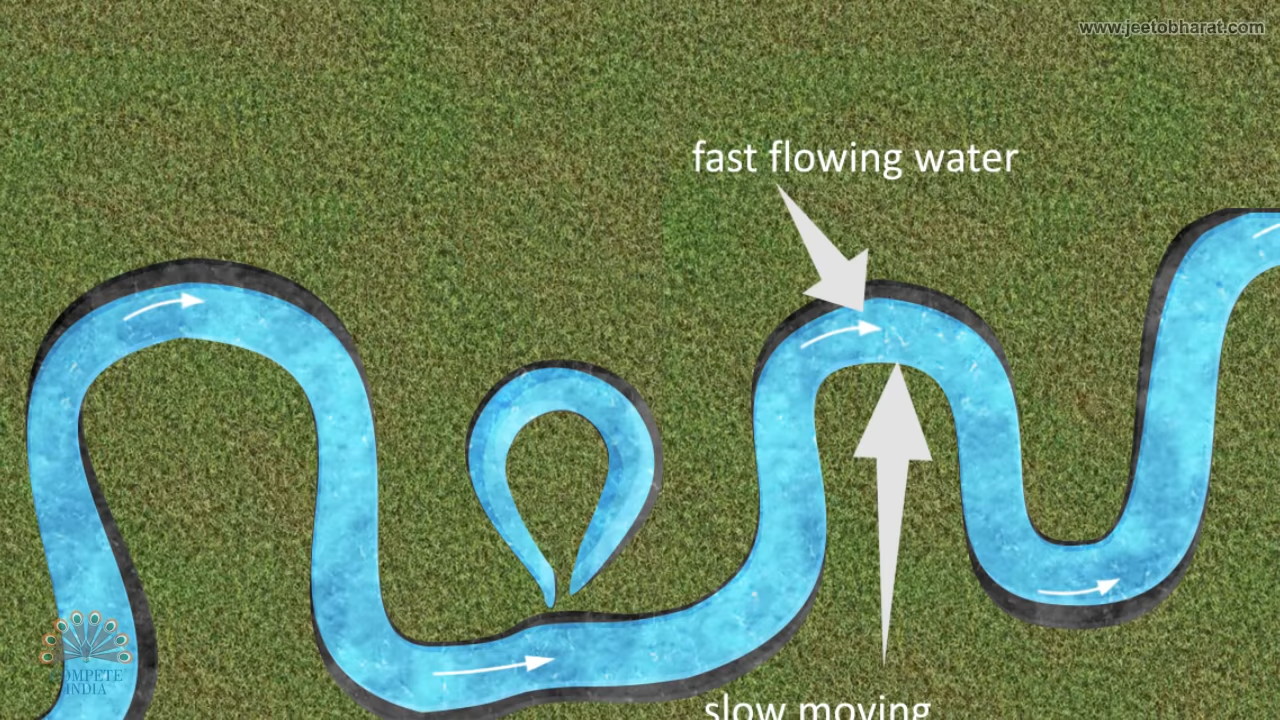 www.jeetobharat.com
fast flowing water
slow moving
COMPETE
INDIA